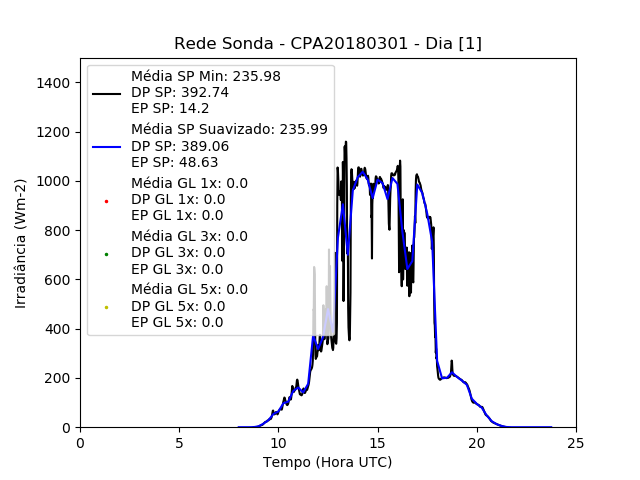 Rede Sonda - CPA20180301 - Dia [1]
Média SP Min: 235.98
DP SP: 392.74
EP SP: 14.2
Média SP Suavizado: 235.99
DP SP: 389.06
EP SP: 48.63
Média GL 1x: 0.0
DP GL 1x: 0.0
EP GL 1x: 0.0
Média GL 3x: 0.0
DP GL 3x: 0.0
EP GL 3x: 0.0
Média GL 5x: 0.0
DP GL 5x: 0.0
EP GL 5x: 0.0
Irradiância (Wm-2)
1400
1200
1000
800
600
400
200
0
0 5 10 15 20 25
Tempo (Hora UTC)